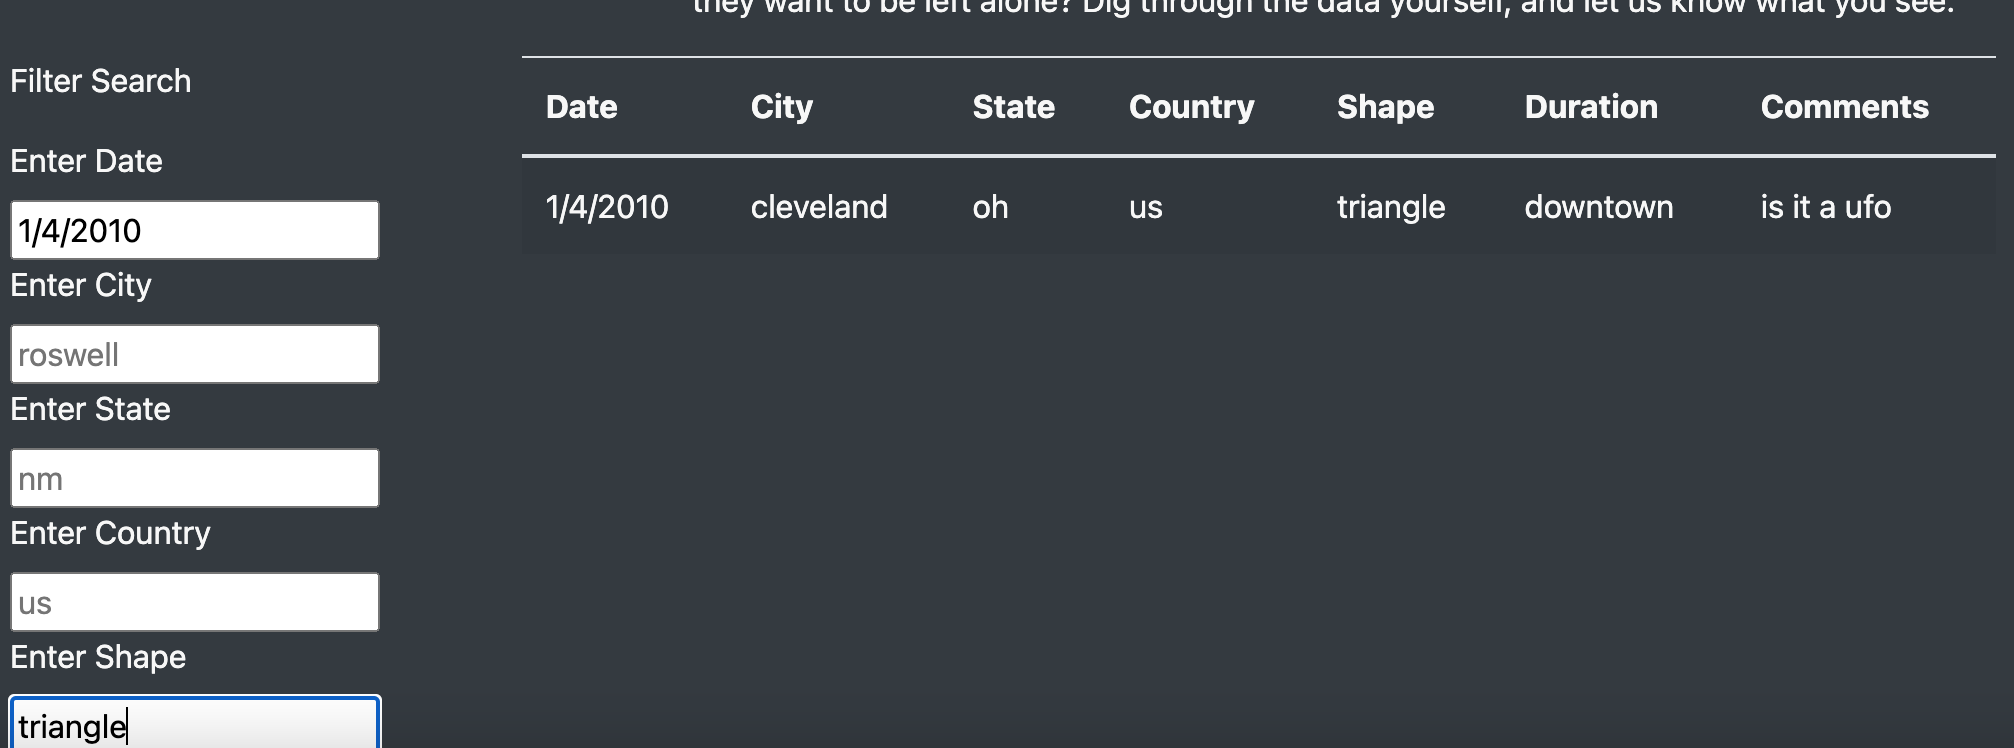 they want to be left alone? Dig through the data yourself, and let us know what you see.
Filter Search
Enter Date
1/4/2010
Enter City
roswell
Enter State
nm
Enter Country
us
Enter Shape
triangle
Date City State Country Shape Duration Comments
1/4/2010 cleveland oh us triangle downtown is it a ufo